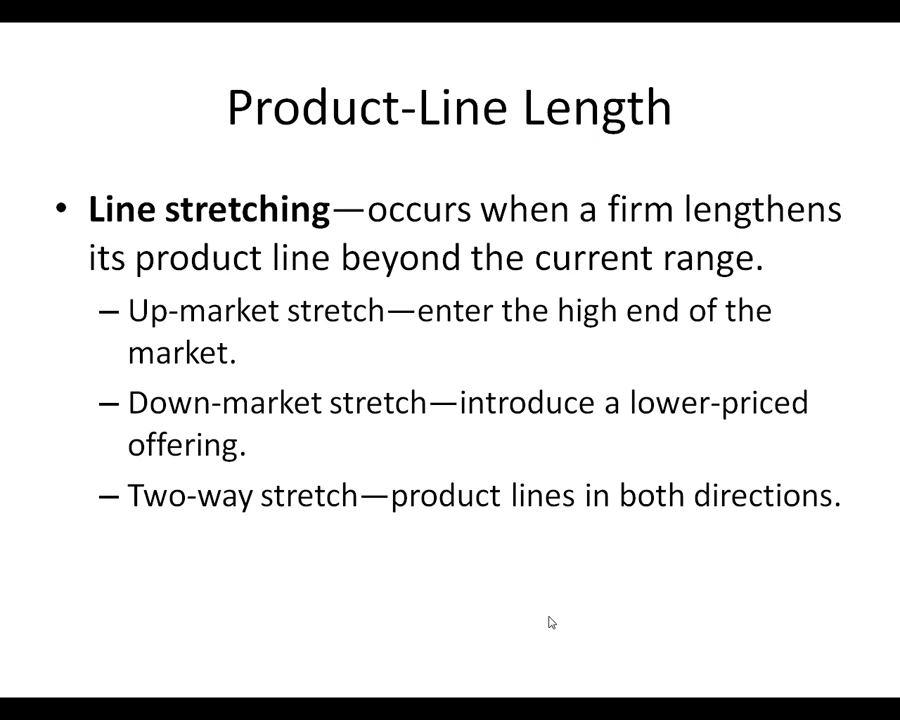 Product-Line Length
• Line stretching—occurs when a firm lengthens
its product line beyond the current range.
– Up-market stretch—enter the high end of the
market.
– Down-market stretch—introduce a lower-priced
offering.
– Two-way stretch—product lines in both directions.